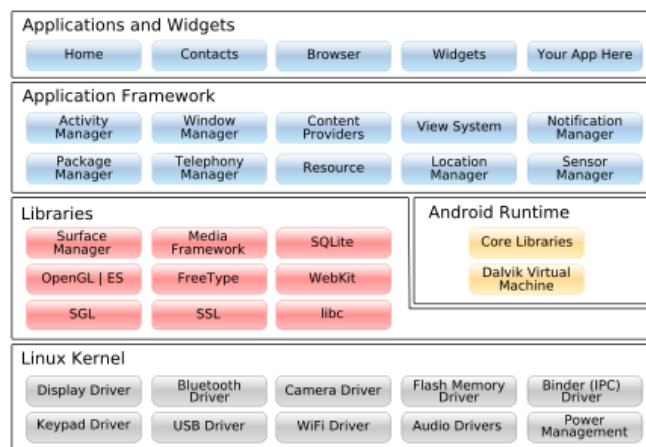 Applications and Widgets
Home Contacts Browser Widgets Your App Here
Application Framework
Activity Manager Window Manager Content Providers View System Notification Manager
Package Manager Telephony Manager Resource Location Manager Sensor Manager
Libraries
Surface Manager Media Framework SQLite
OpenGL | ES FreeType WebKit
SGL SSL libc
Android Runtime
Core Libraries
Dalvik Virtual Machine
Linux Kernel
Display Driver Bluetooth Driver Camera Driver Flash Memory Driver Binder (IPC) Driver
Keypad Driver USB Driver WiFi Driver Audio Drivers Power Management